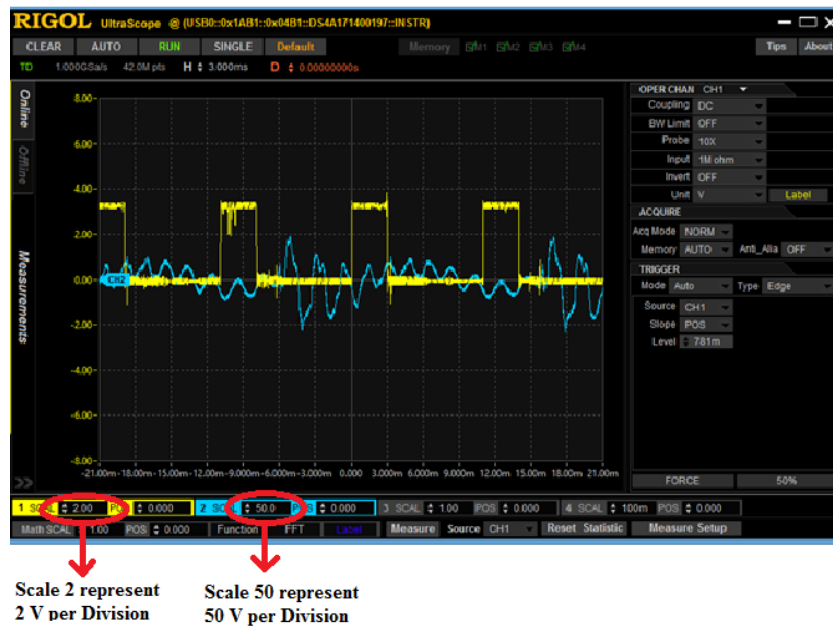 RIGOL UltraScope @ (USB0::0x1AB1::0x04B1::DS4A171400197::INSTR)
CLEAR AUTO RUN SINGLE Default Memory Tips About
TD 1.000GSa/s 42.0M pts H 3.000ms D 0.00000000s
Online
Offline
Measurements
8.00
6.00
4.00
2.00
0.00
-2.00
-4.00
-6.00
-8.00
CH2
-21.00m -18.00m -15.00m -12.00m -9.000m -6.000m -3.000m 0.000 3.000m 6.000m 9.000m 12.00m 15.00m 18.00m 21.00m
OPER CHAN CH1
Coupling DC
BW Limit OFF
Probe 10X
Input 1M ohm
Invert OFF
Unit V Label
ACQUIRE
Acq Mode NORM
Memory AUTO Anti_Alia OFF
TRIGGER
Mode Auto Type Edge
Source CH1
Slope POS
Level 781m
FORCE 50%
1 SCAL 2.00 POS 0.000 2 SCAL 50.0 POS 0.000 3 SCAL 1.00 POS 0.000 4 SCAL 100m POS 0.000
Math SCAL 1.00 POS 0.000 Function FFT Label Measure Source CH1 Reset Statistic Measure Setup
Scale 2 represent
2 V per Division
Scale 50 represent
50 V per Division